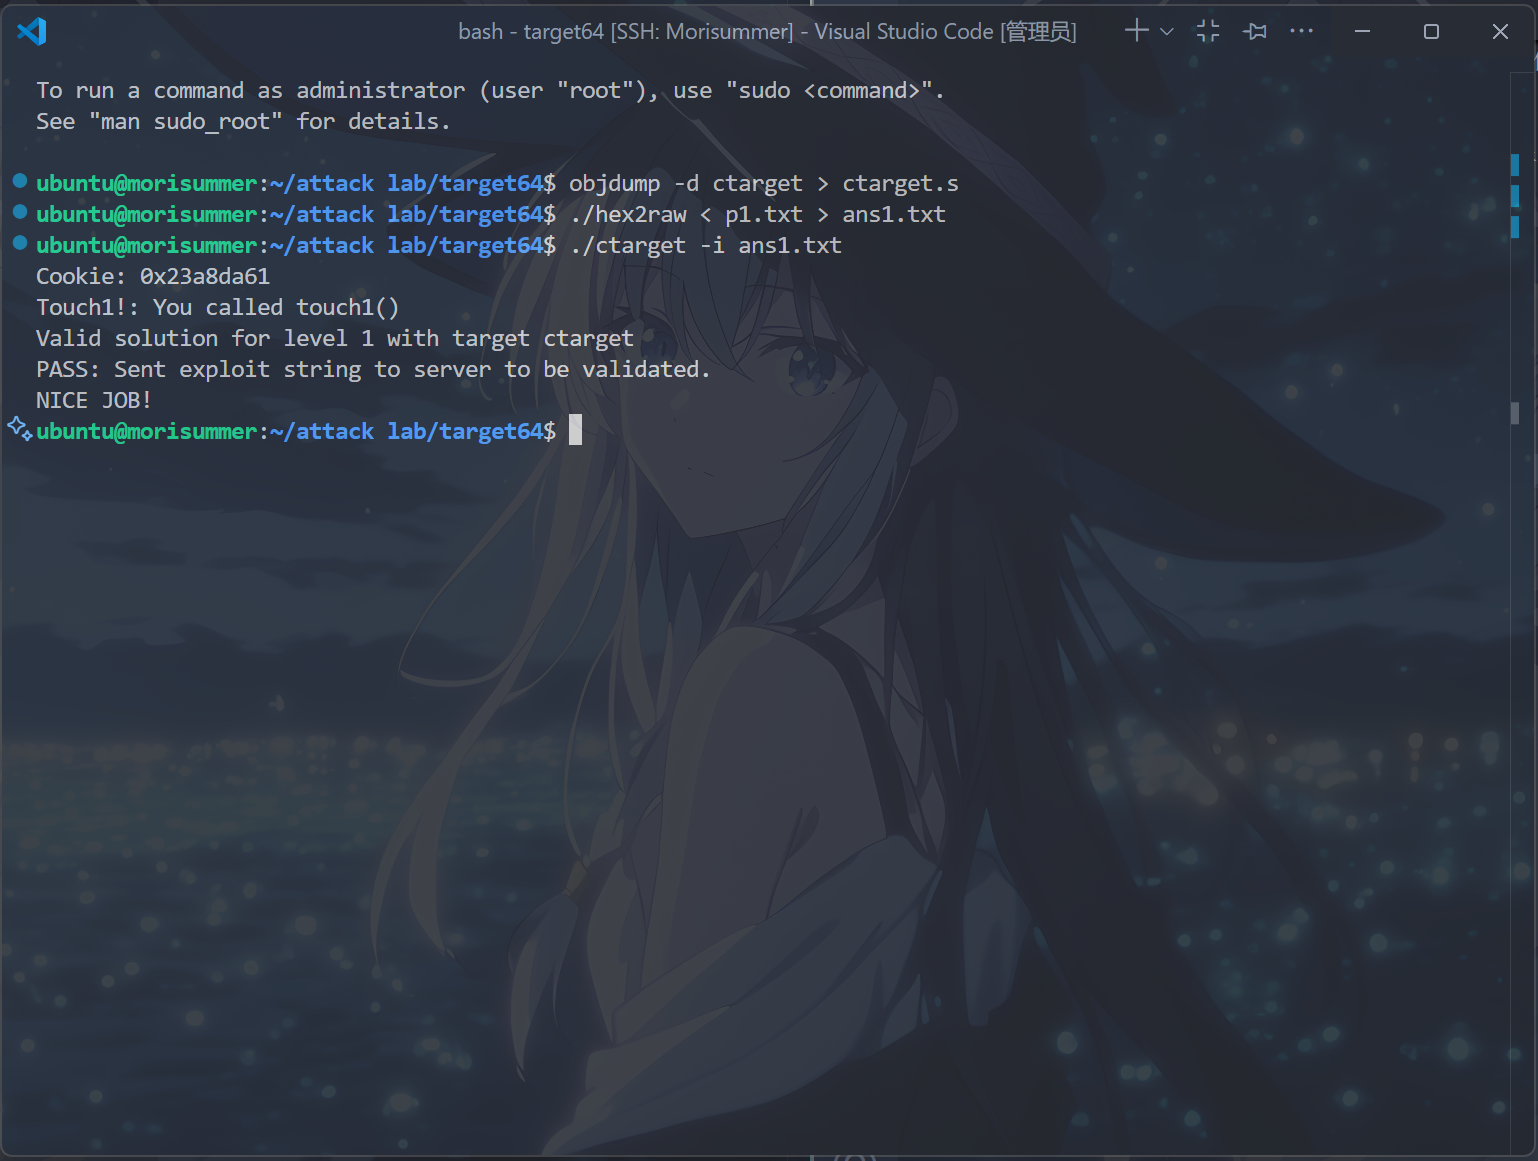 bash - target64 [SSH: Morisummer] - Visual Studio Code [管理员]
To run a command as administrator (user "root"), use "sudo <command>".
See "man sudo_root" for details.
ubuntu@morisummer:~/attack lab/target64$ objdump -d ctarget > ctarget.s
ubuntu@morisummer:~/attack lab/target64$ ./hex2raw < p1.txt > ans1.txt
ubuntu@morisummer:~/attack lab/target64$ ./ctarget -i ans1.txt
Cookie: 0x23a8da61
Touch1!: You called touch1()
Valid solution for level 1 with target ctarget
PASS: Sent exploit string to server to be validated.
NICE JOB!
ubuntu@morisummer:~/attack lab/target64$